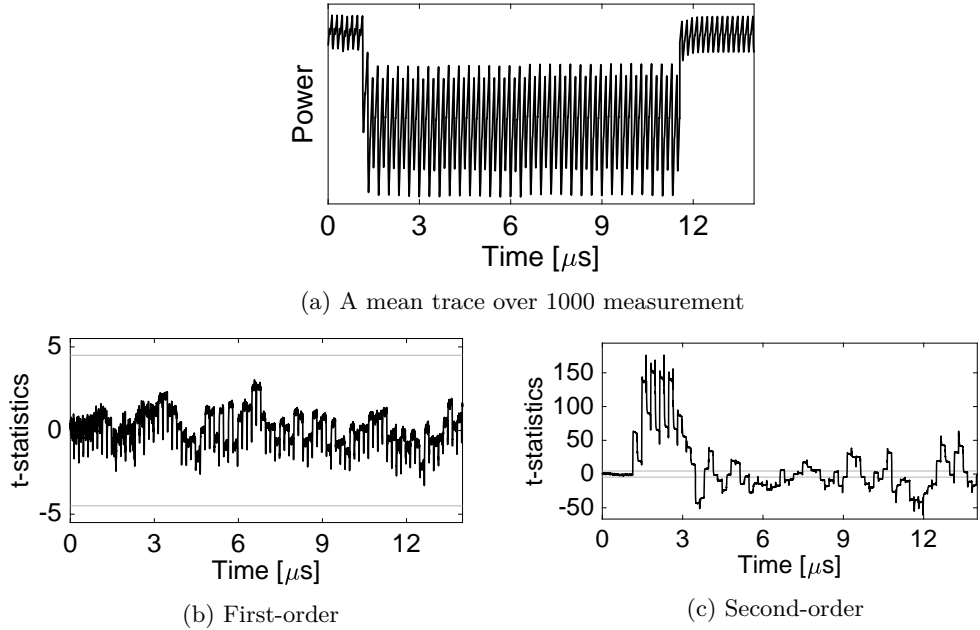 Power
0 3 6 9 12
Time [μs]
(a) A mean trace over 1000 measurement
t-statistics
5
0
-5
0 3 6 9 12
Time [μs]
(b) First-order
t-statistics
150
100
50
0
-50
0 3 6 9 12
Time [μs]
(c) Second-order